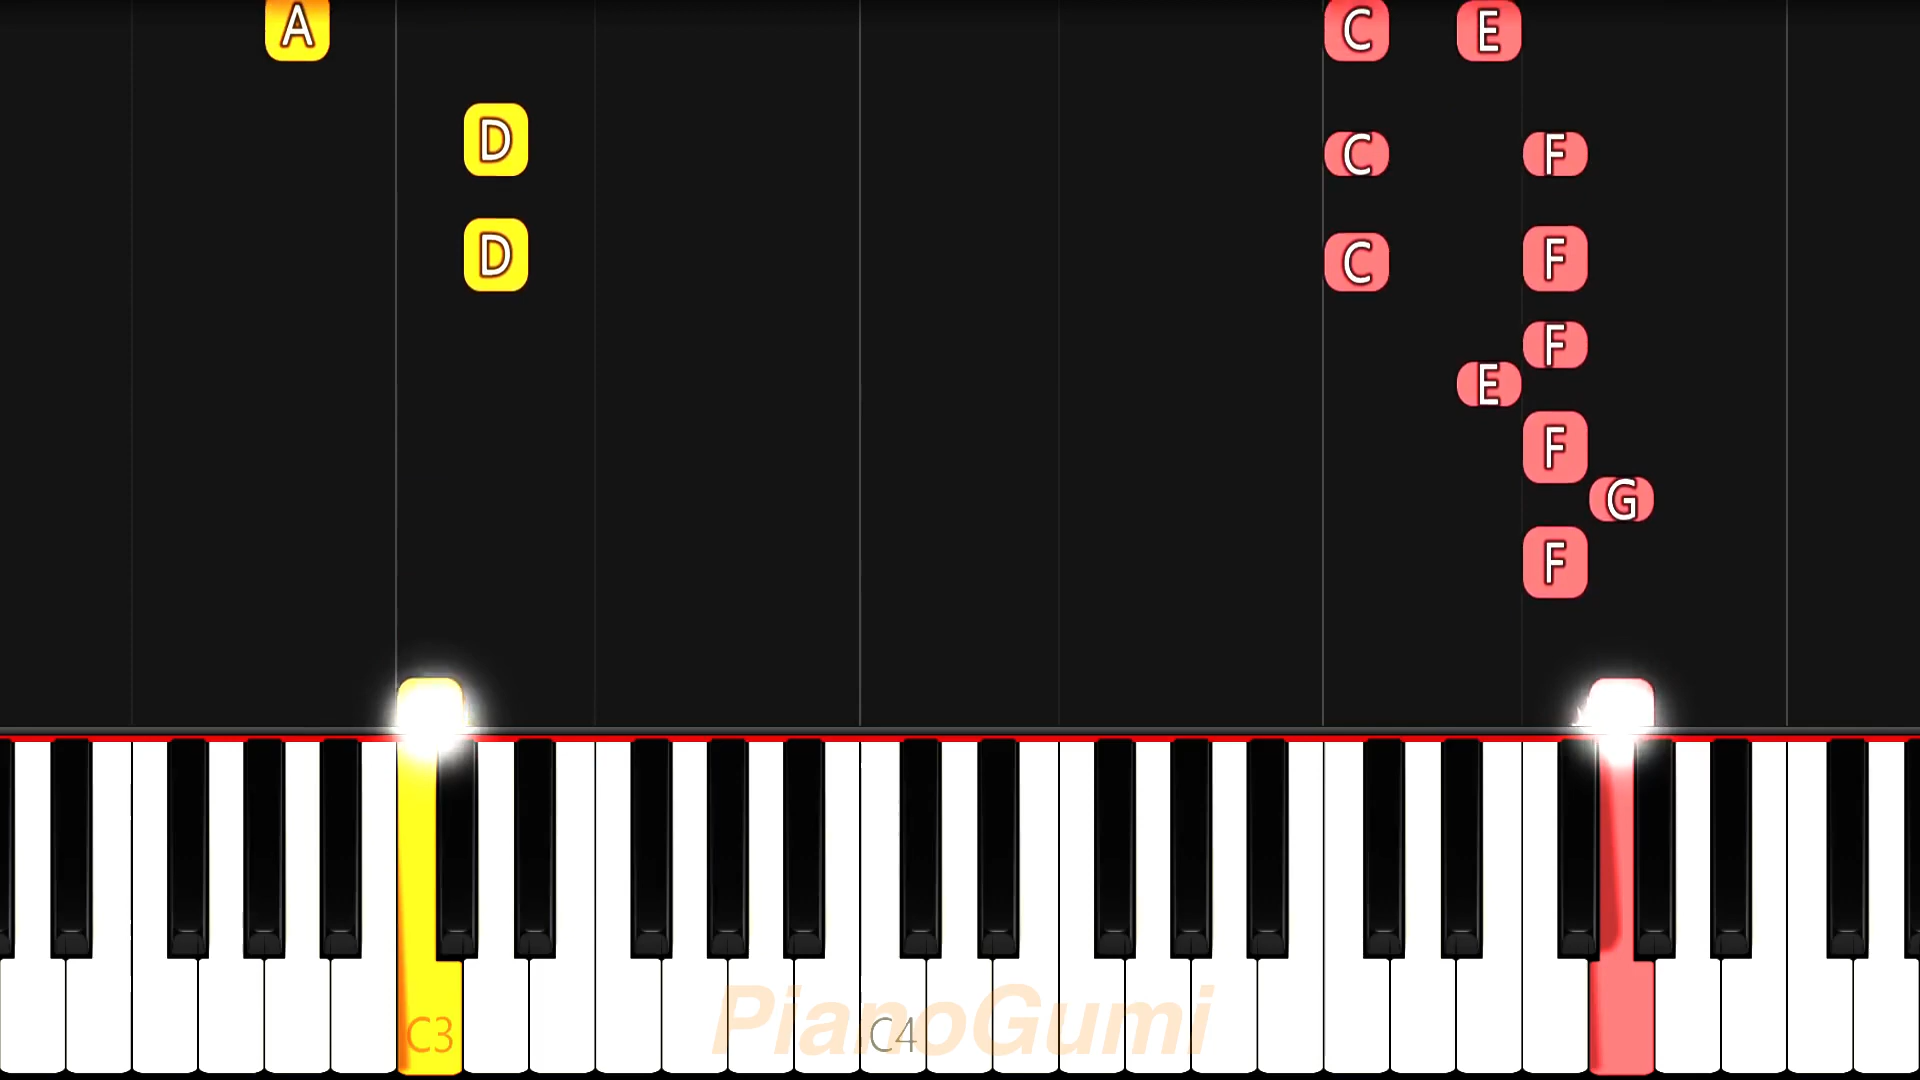 A C E
D C F
D C F
F
E
F
G
F
C3 C4
PianoGumi